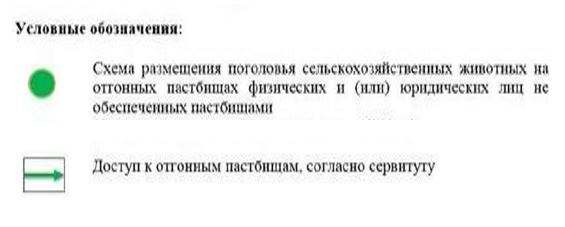 Условные обозначения:
Схема размещения поголовья сельскохозяйственных животных на
отгонных пастбищах физических и (или) юридических лиц не
обеспеченных пастбищами
Доступ к отгонным пастбищам, согласно сервитуту